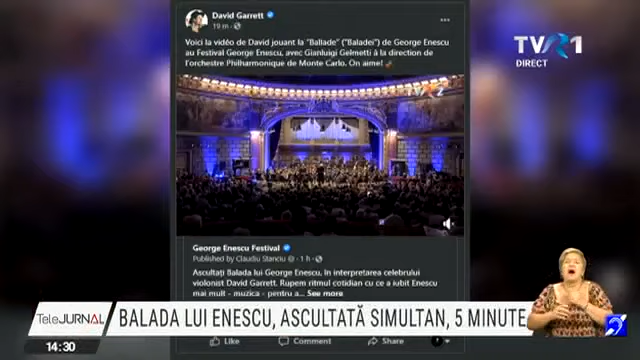 David Garrett
19 m ·
Voici la vidéo de David jouant la "Ballade" ("Baladei") de George Enescu
au Festival George Enescu, avec Gianluigi Gelmetti à la direction de
l'orchestre Philharmonique de Monte Carlo. On aime!
TVR1
DIRECT
TVR 2
George Enescu Festival
Published by Claudiu Stanciu · 1 h ·
Ascultați Balada lui George Enescu, în interpretarea celebrului
violonist David Garrett. Rupem ritmul cotidian cu ce a iubit Enescu
mai mult - muzica - pentru a... See more
TeleJURNAL
BALADA LUI ENESCU, ASCULTATĂ SIMULTAN, 5 MINUTE
14:30
Like
Comment
Share